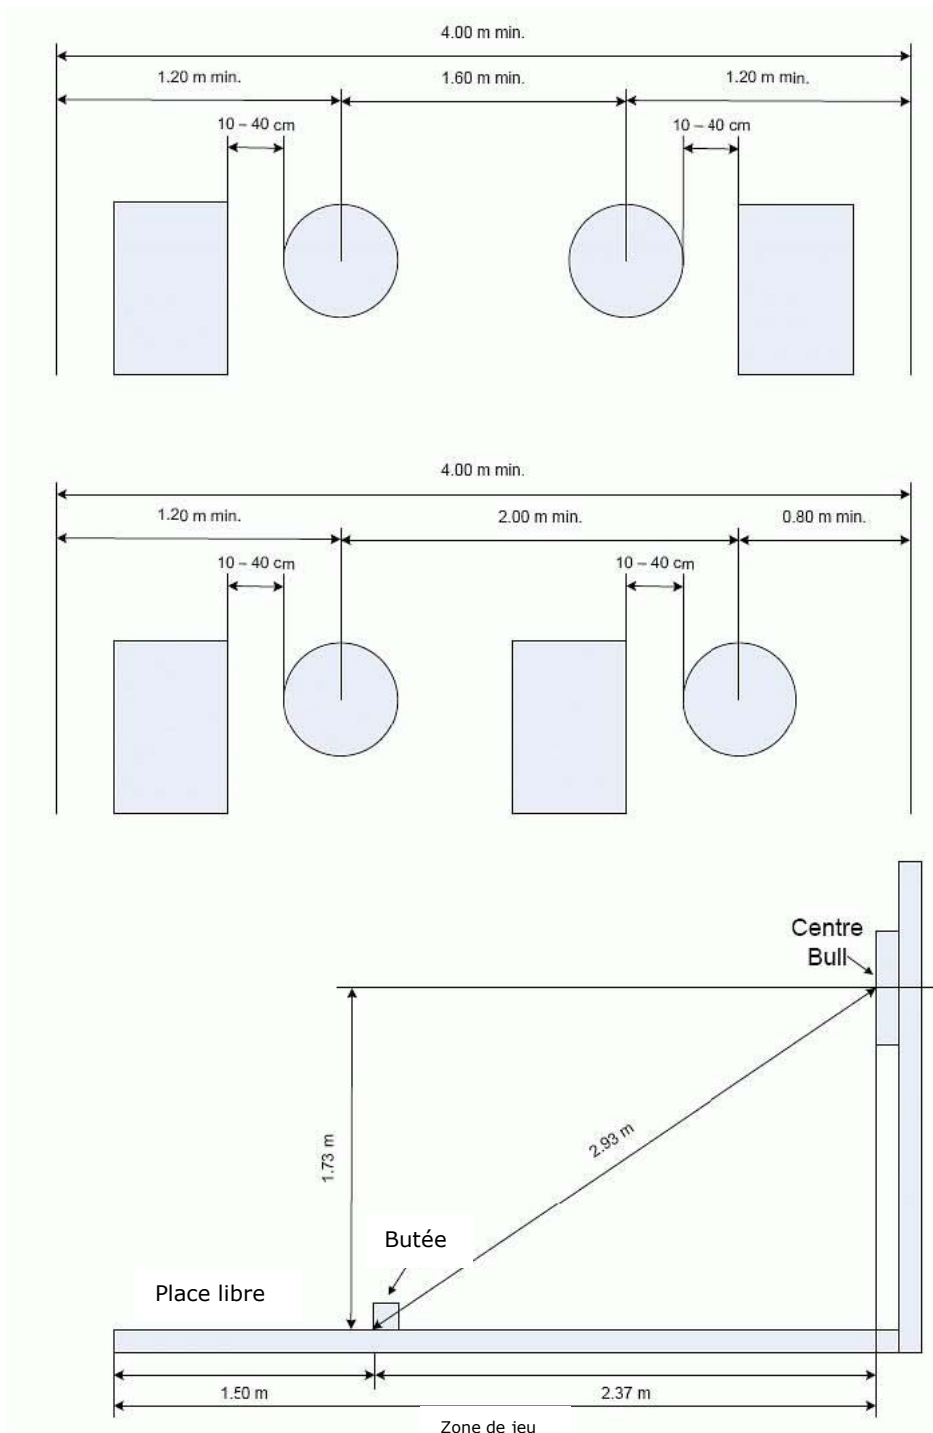 4.00 m min.
1.20 m min.
1.60 m min.
1.20 m min.
10 – 40 cm
10 – 40 cm
4.00 m min.
1.20 m min.
2.00 m min.
0.80 m min.
10 – 40 cm
10 – 40 cm
Centre
Bull
1.73 m
2.93 m
Butée
Place libre
1.50 m
2.37 m
Zone de jeu